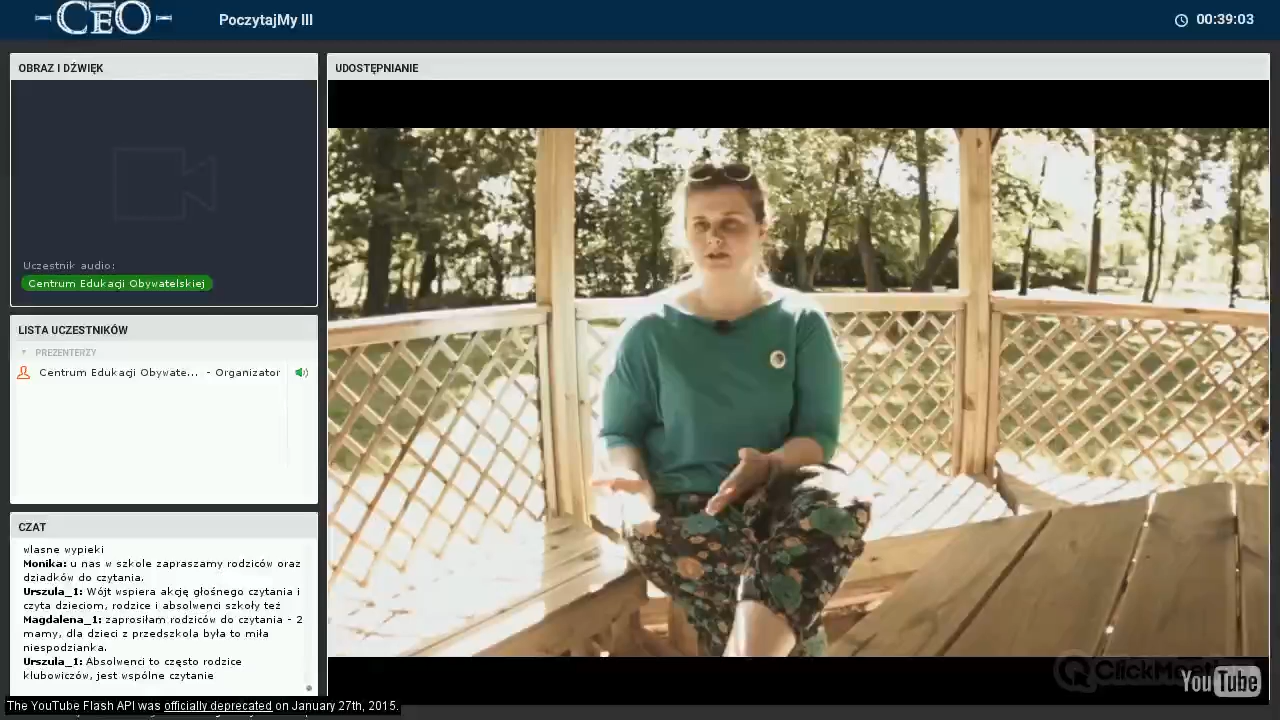 CEO
PoczytajMy III
00:39:03
OBRAZ I DŹWIĘK
UDOSTĘPNIANIE
Uczestnik audio:
Centrum Edukacji Obywatelskiej
LISTA UCZESTNIKÓW
PREZENTERZY
Centrum Edukacji Obywate... - Organizator
CZAT
własne wypieki
Monika: u nas w szkole zapraszamy rodziców oraz
dziadków do czytania.
Urszula_1: Wójt wspiera akcję głośnego czytania i
czyta dzieciom, rodzice i absolwenci szkoły też
Magdalena_1: zaprosiłam rodziców do czytania - 2
mamy, dla dzieci z przedszkola była to miła
niespodzianka.
Urszula_1: Absolwenci to często rodzice
klubowiczów, jest wspólne czytanie
ClickMeeting
YouTube
The YouTube Flash API was officially deprecated on January 27th, 2015.